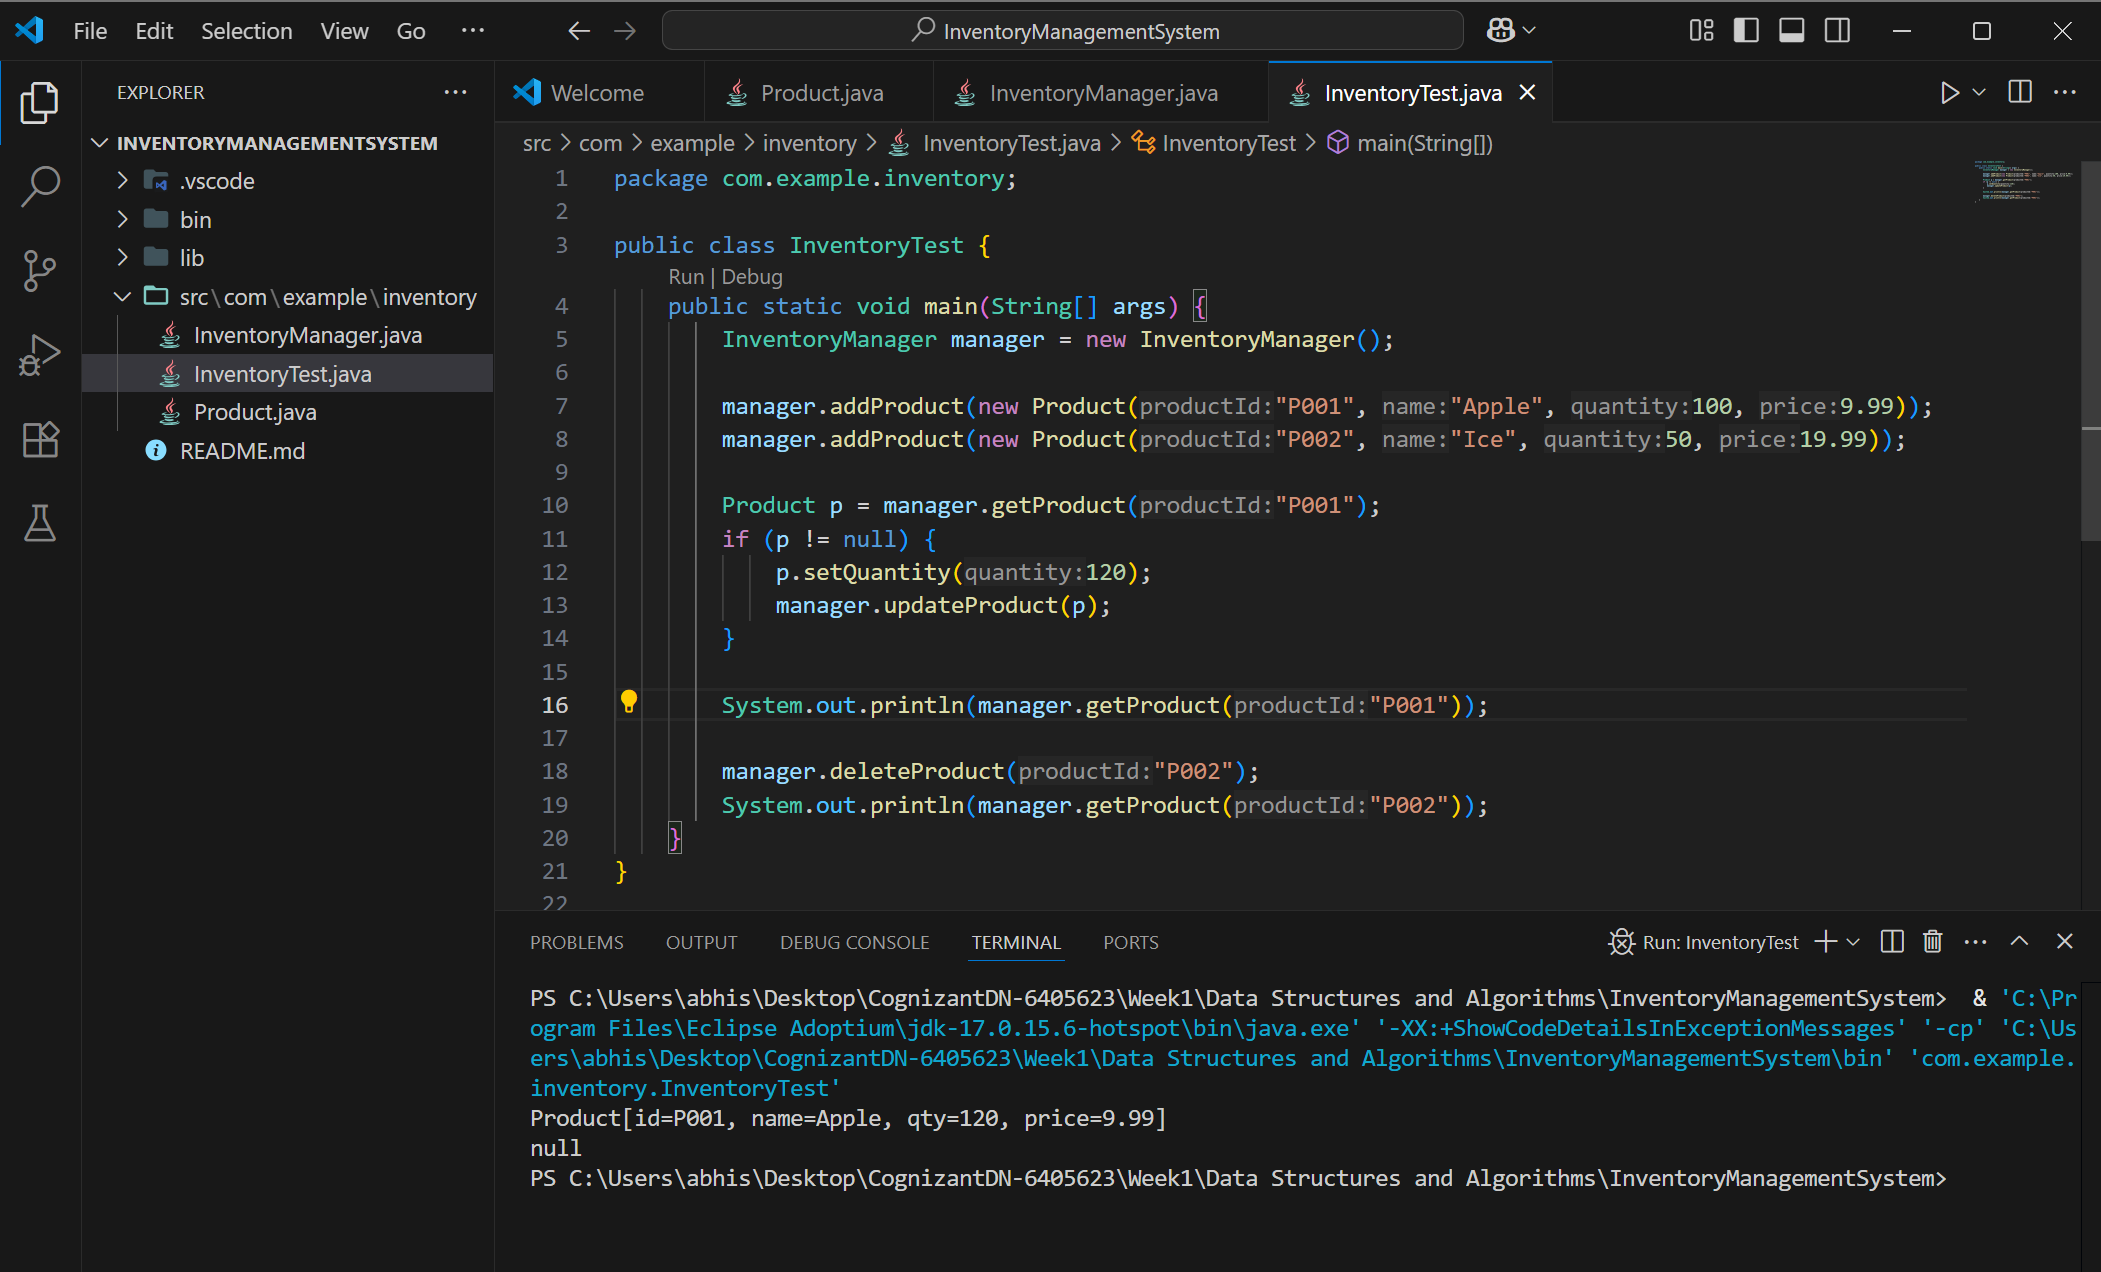 File Edit Selection View Go ··· InventoryManagementSystem
EXPLORER ···
INVENTORYMANAGEMENTSYSTEM
.vscode
bin
lib
src\com\example\inventory
InventoryManager.java
InventoryTest.java
Product.java
README.md
Welcome Product.java InventoryManager.java InventoryTest.java
src > com > example > inventory > InventoryTest.java > InventoryTest > main(String[])
1 package com.example.inventory;
2
3 public class InventoryTest {
Run | Debug
4 public static void main(String[] args) {
5 InventoryManager manager = new InventoryManager();
6
7 manager.addProduct(new Product(productId:"P001", name:"Apple", quantity:100, price:9.99));
8 manager.addProduct(new Product(productId:"P002", name:"Ice", quantity:50, price:19.99));
9
10 Product p = manager.getProduct(productId:"P001");
11 if (p != null) {
12 p.setQuantity(quantity:120);
13 manager.updateProduct(p);
14 }
15
16 System.out.println(manager.getProduct(productId:"P001"));
17
18 manager.deleteProduct(productId:"P002");
19 System.out.println(manager.getProduct(productId:"P002"));
20 }
21 }
22
PROBLEMS OUTPUT DEBUG CONSOLE TERMINAL PORTS Run: InventoryTest
PS C:\Users\abhis\Desktop\CognizantDN-6405623\Week1\Data Structures and Algorithms\InventoryManagementSystem>  & 'C:\Pr
ogram Files\Eclipse Adoptium\jdk-17.0.15.6-hotspot\bin\java.exe' '-XX:+ShowCodeDetailsInExceptionMessages' '-cp' 'C:\Us
ers\abhis\Desktop\CognizantDN-6405623\Week1\Data Structures and Algorithms\InventoryManagementSystem\bin' 'com.example.
inventory.InventoryTest'
Product[id=P001, name=Apple, qty=120, price=9.99]
null
PS C:\Users\abhis\Desktop\CognizantDN-6405623\Week1\Data Structures and Algorithms\InventoryManagementSystem>